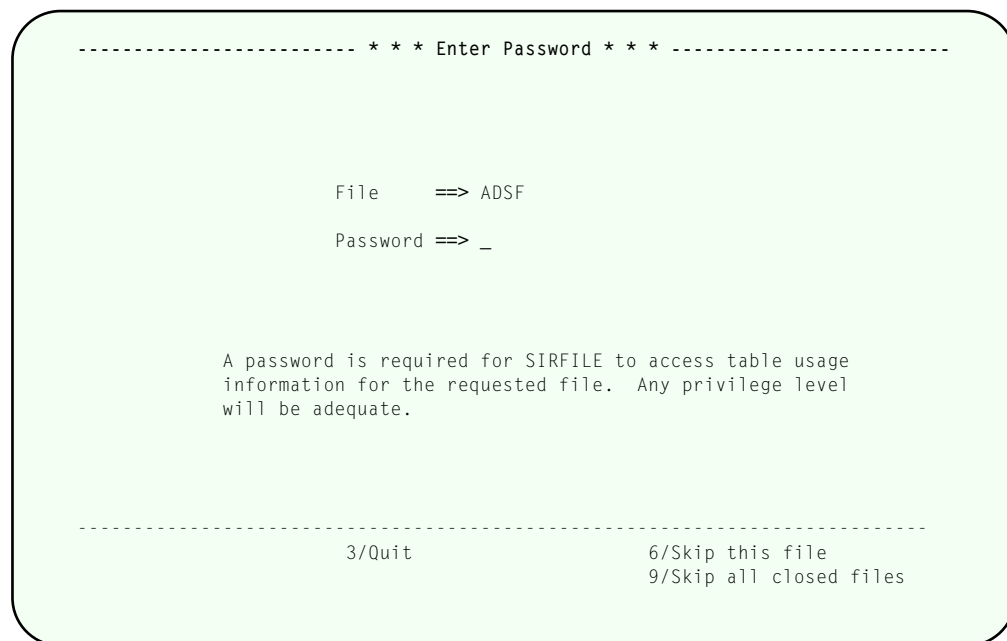 ------------------------- * * * Enter Password * * * -------------------------
File     ==> ADSF
Password ==> _
A password is required for SIRFILE to access table usage
information for the requested file.  Any privilege level
will be adequate.
----------------------------------------------------------------------------
3/Quit                     6/Skip this file
9/Skip all closed files